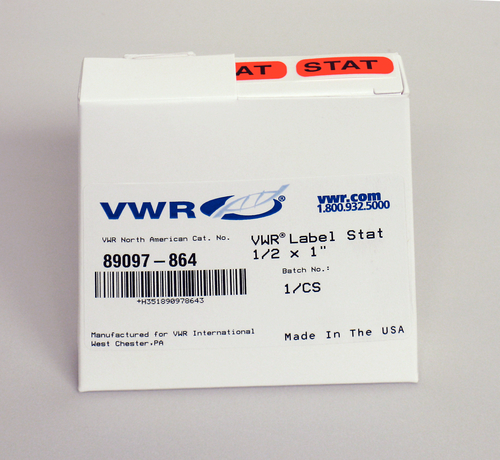 AT STAT
VWR®
vwr.com
1.800.932.5000
VWR North American Cat. No.
89097-864
*H351890978643
VWR® Label Stat
1/2 x 1"
Batch No.:
1/CS
Manufactured for VWR International
West Chester,PA
Made In The USA